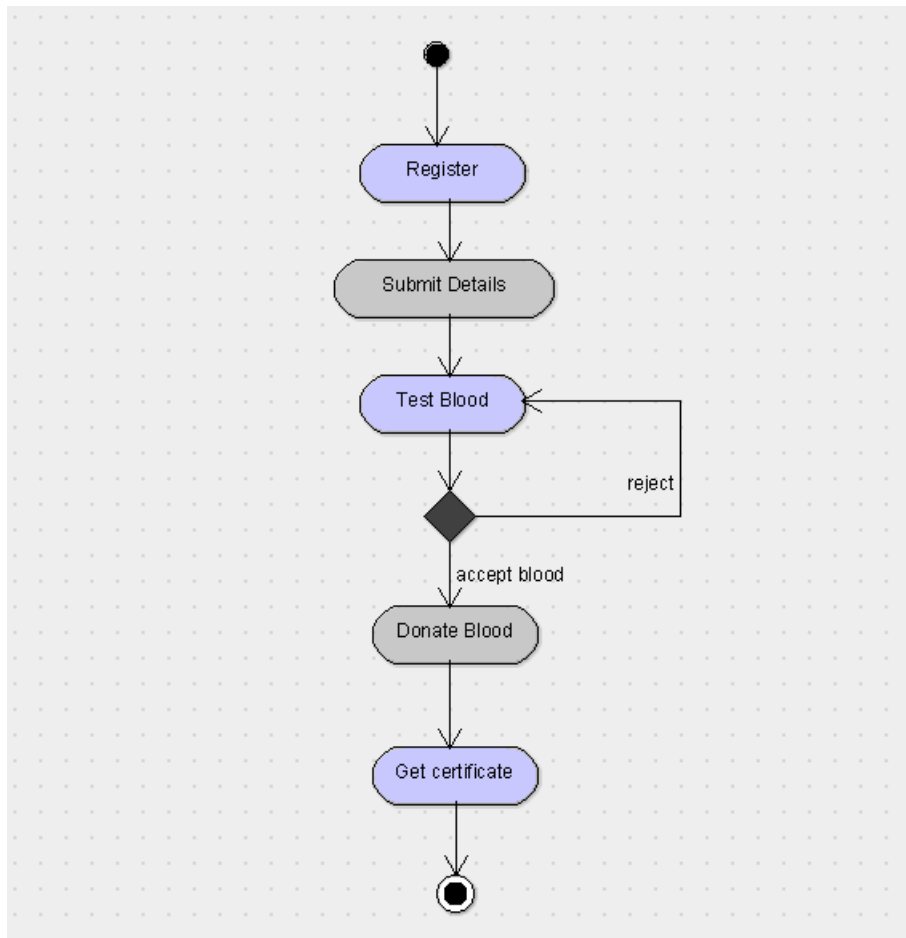 Register
Submit Details
Test Blood
reject
accept blood
Donate Blood
Get certificate